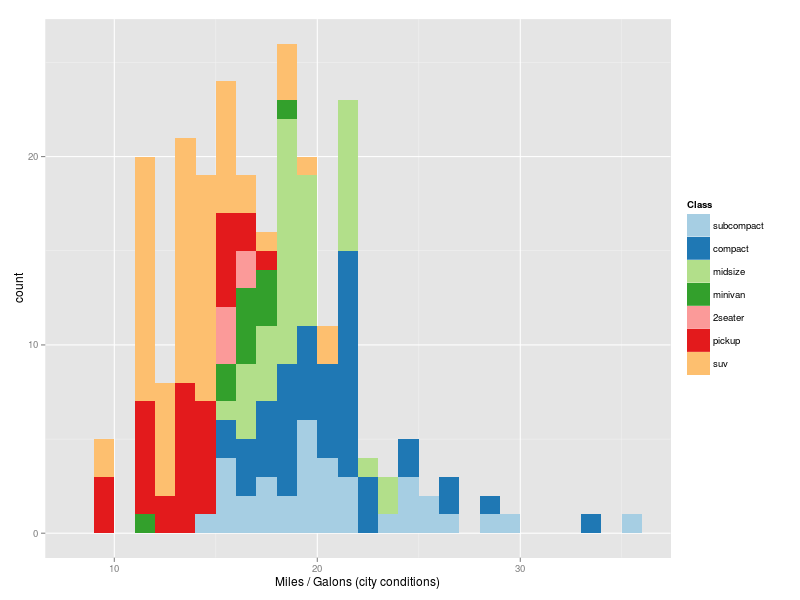 20
10
0
count
10
20
30
Miles / Galons (city conditions)
Class
subcompact
compact
midsize
minivan
2seater
pickup
suv